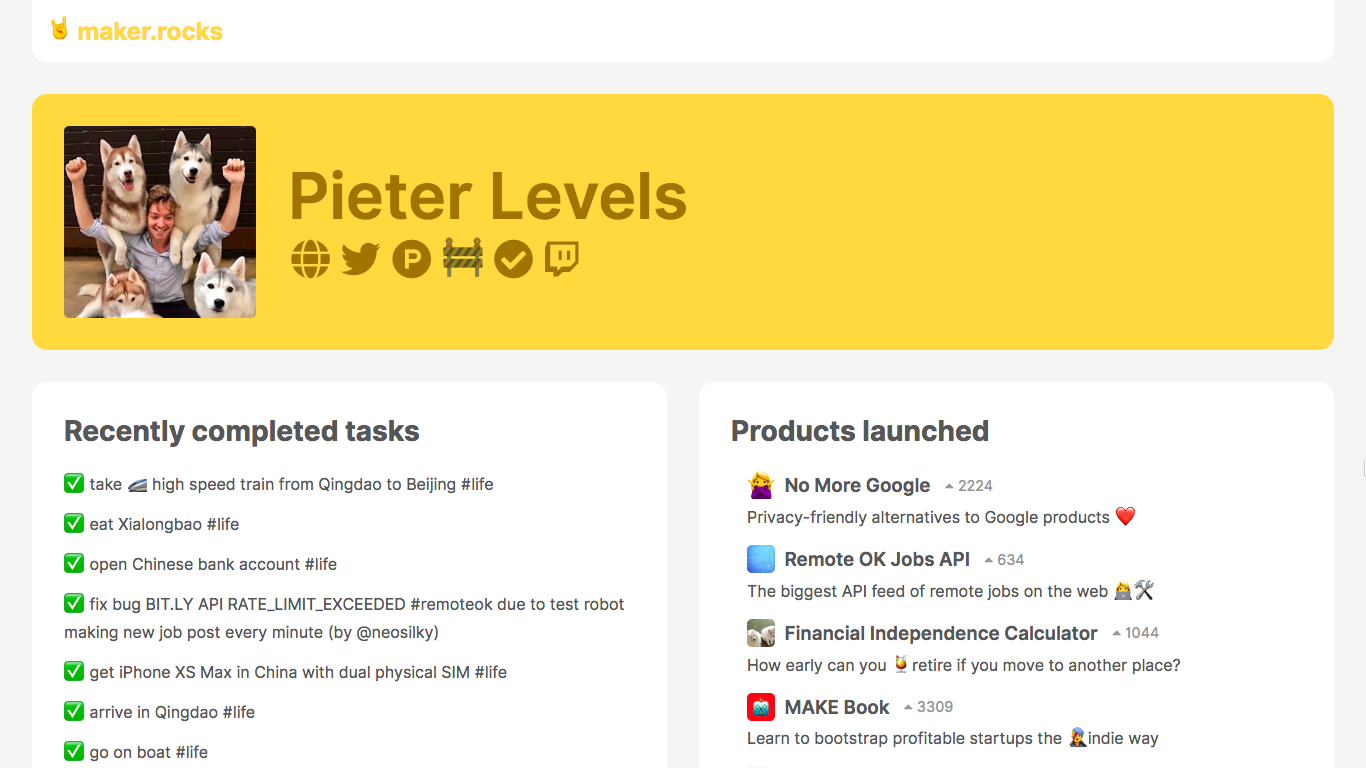 🤘 maker.rocks
Pieter Levels
Recently completed tasks
✅ take 🚄 high speed train from Qingdao to Beijing #life
✅ eat Xialongbao #life
✅ open Chinese bank account #life
✅ fix bug BIT.LY API RATE_LIMIT_EXCEEDED #remoteok due to test robot
making new job post every minute (by @neosilky)
✅ get iPhone XS Max in China with dual physical SIM #life
✅ arrive in Qingdao #life
✅ go on boat #life
Products launched
No More Google 2224
Privacy-friendly alternatives to Google products ❤️
Remote OK Jobs API 634
The biggest API feed of remote jobs on the web 👩‍💻🛠
Financial Independence Calculator 1044
How early can you 🍹retire if you move to another place?
MAKE Book 3309
Learn to bootstrap profitable startups the 👩‍🎤indie way